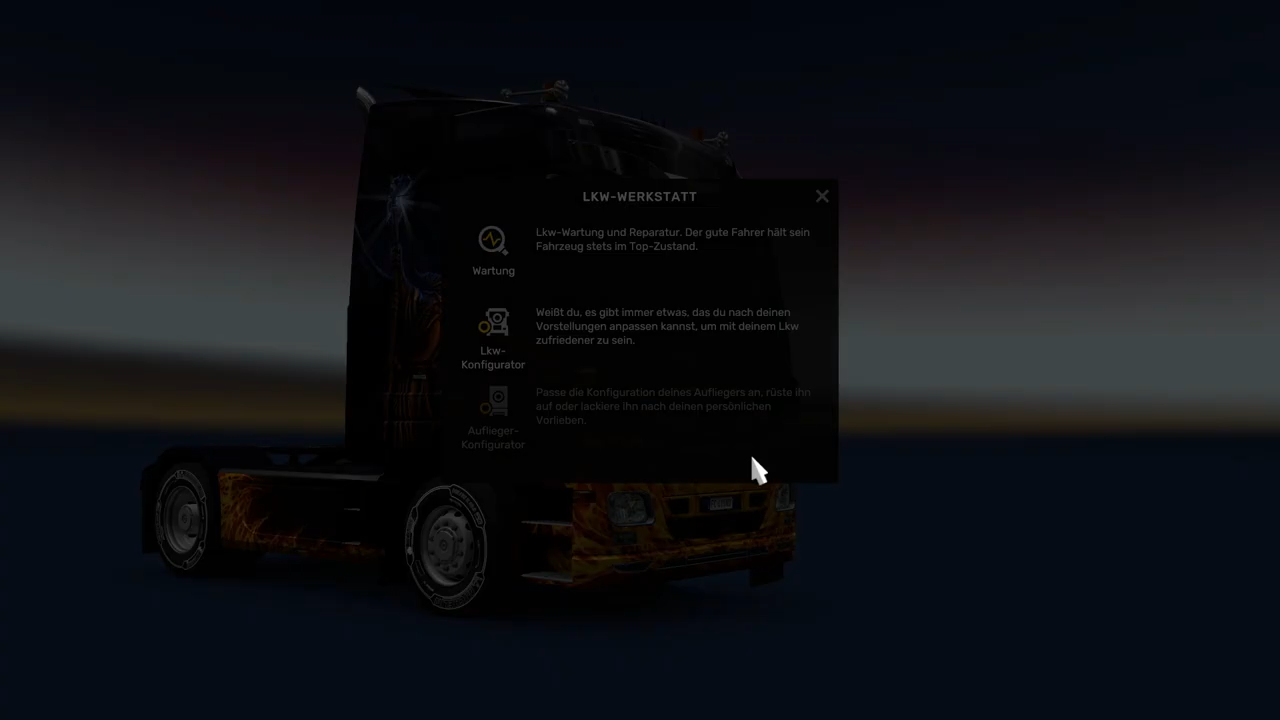 LKW-WERKSTATT
Lkw-Wartung und Reparatur. Der gute Fahrer hält sein
Fahrzeug stets im Top-Zustand.
Wartung
Weißt du, es gibt immer etwas, das du nach deinen
Vorstellungen anpassen kannst, um mit deinem Lkw
zufriedener zu sein.
Lkw-
Konfigurator
Passe die Konfiguration deines Aufliegers an, rüste ihn
auf oder lackiere ihn nach deinen persönlichen
Vorlieben.
Auflieger-
Konfigurator